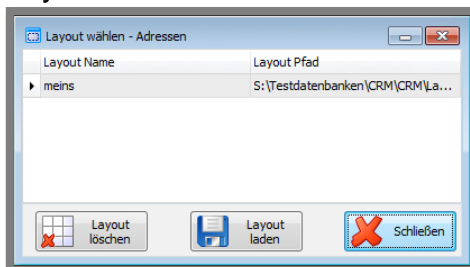 Layout wählen - Adressen
Layout Name Layout Pfad
meins S:\Testdatenbanken\CRM\CRM\La...
Layout löschen
Layout laden
Schließen